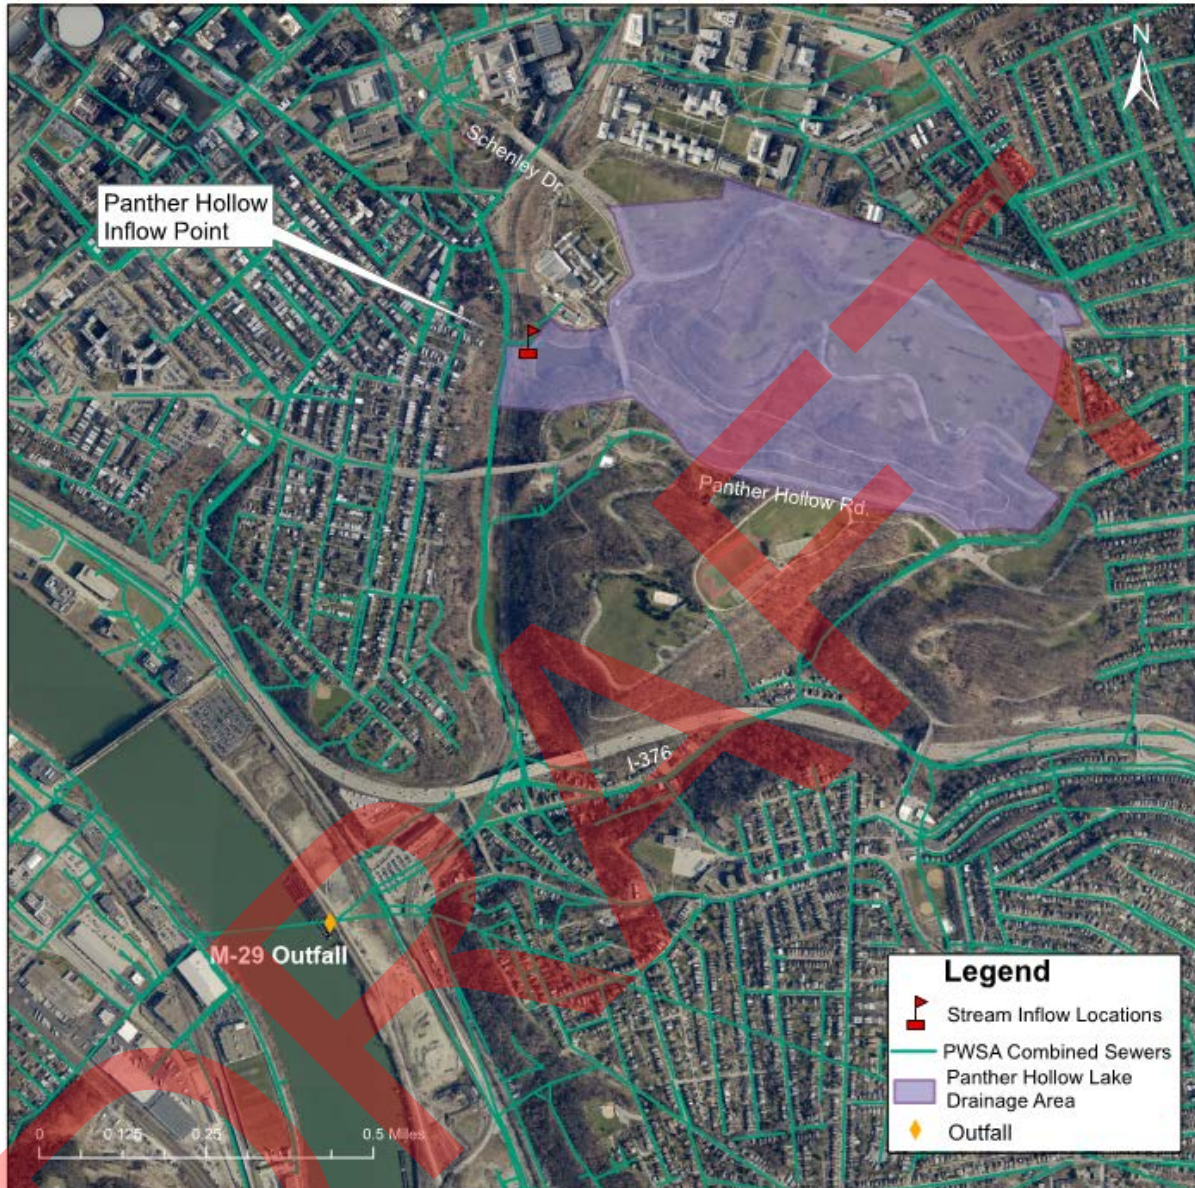 N
Schenley Dr.
Panther Hollow
Inflow Point
Panther Hollow Rd.
I-376
M-29 Outfall
Legend
Stream Inflow Locations
PWSA Combined Sewers
Panther Hollow Lake
Drainage Area
Outfall
0 0.125 0.25 0.5 Miles
DRAFT